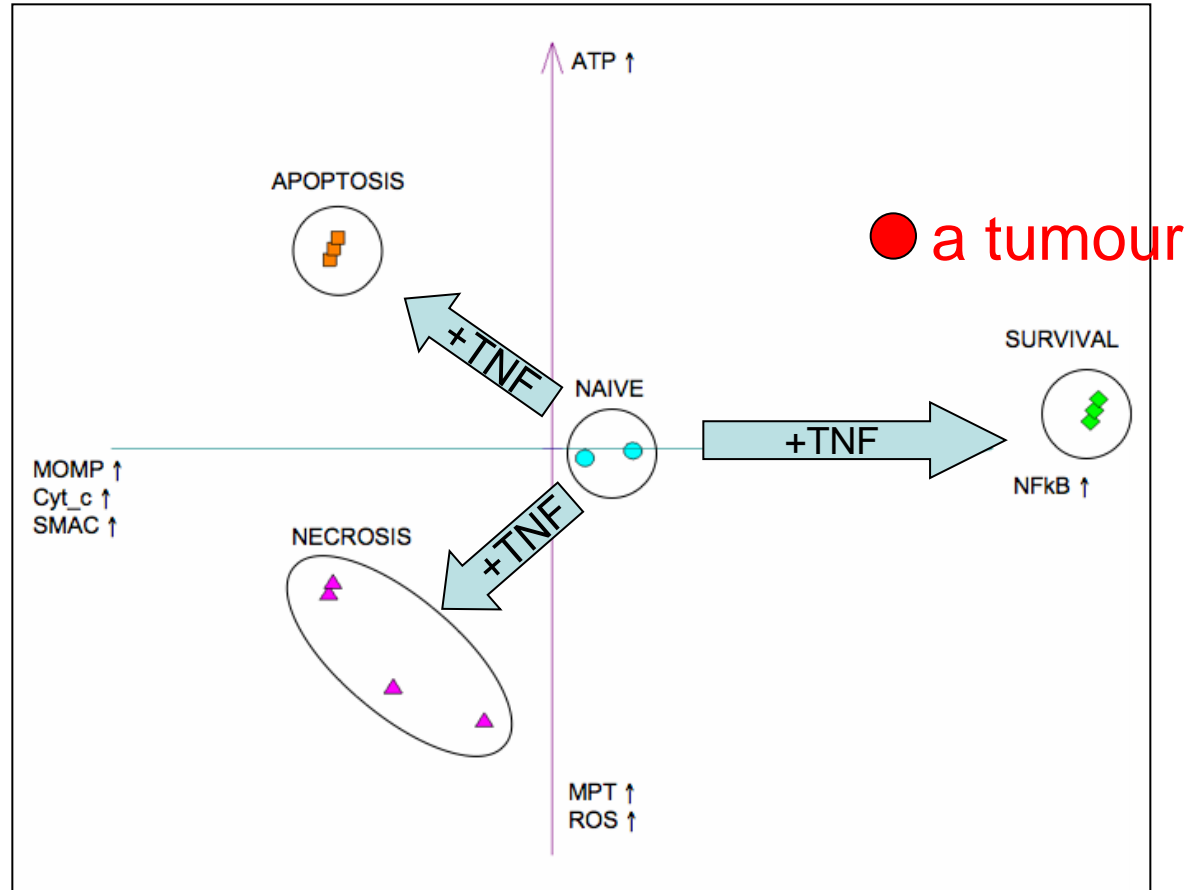 ATP ↑
APOPTOSIS
a tumour
SURVIVAL
+TNF
NAIVE
+TNF
MOMP ↑
Cyt_c ↑
SMAC ↑
NFkB ↑
NECROSIS
+TNF
MPT ↑
ROS ↑